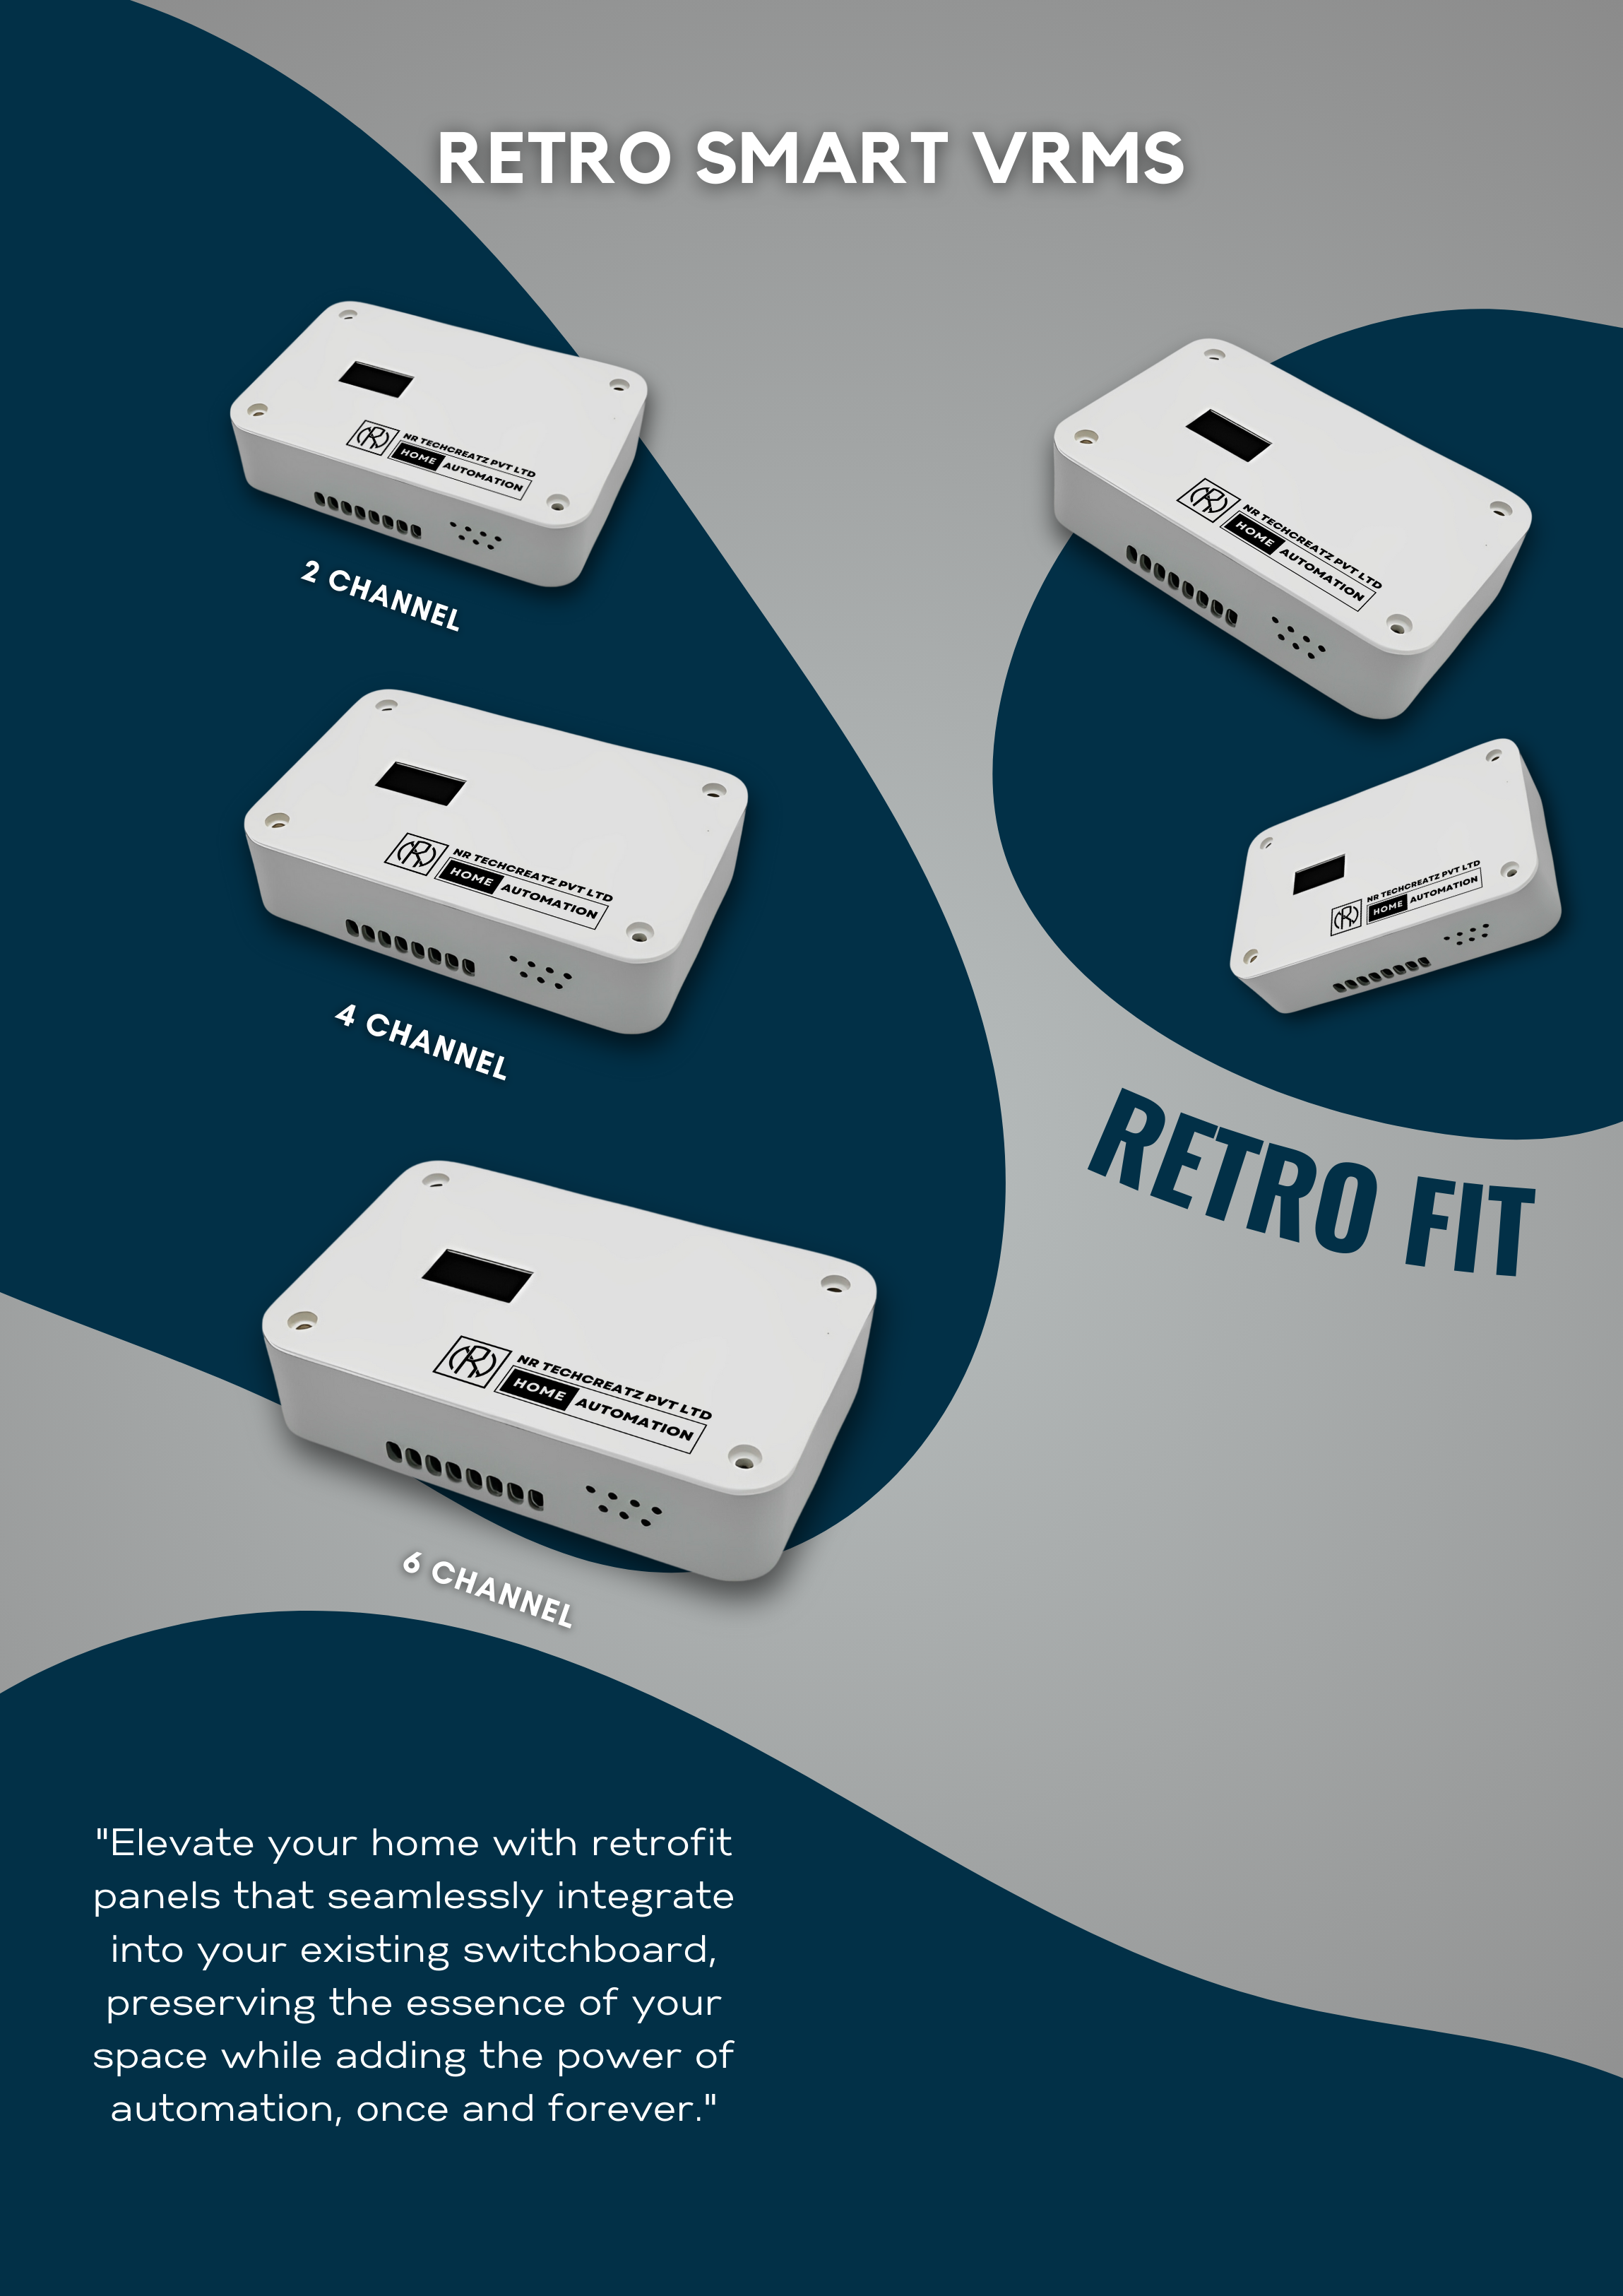 RETRO SMART VRMS
NR TECHCREATZ PVT LTD
HOME AUTOMATION
2 CHANNEL
NR TECHCREATZ PVT LTD
HOME AUTOMATION
4 CHANNEL
NR TECHCREATZ PVT LTD
HOME AUTOMATION
6 CHANNEL
NR TECHCREATZ PVT LTD
HOME AUTOMATION
NR TECHCREATZ PVT LTD
HOME AUTOMATION
RETRO FIT
"Elevate your home with retrofit
panels that seamlessly integrate
into your existing switchboard,
preserving the essence of your
space while adding the power of
automation, once and forever."